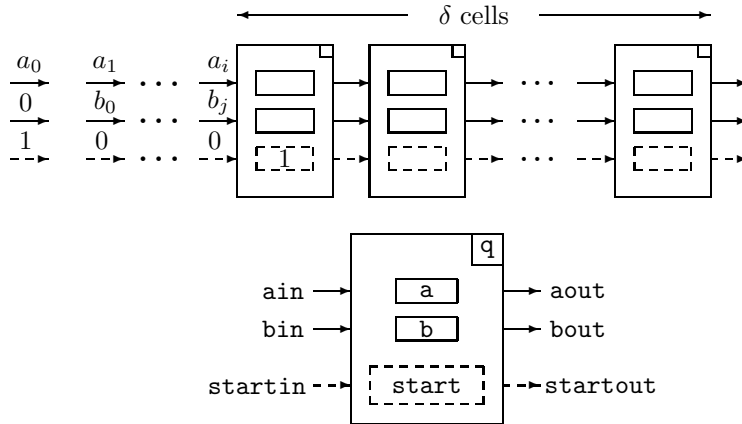 δ cells
a₀ a₁ · · · aᵢ
· · ·
0 b₀ · · · bⱼ
· · ·
1 0 · · · 0
1 · · ·
q
ain a aout
bin b bout
startin start startout